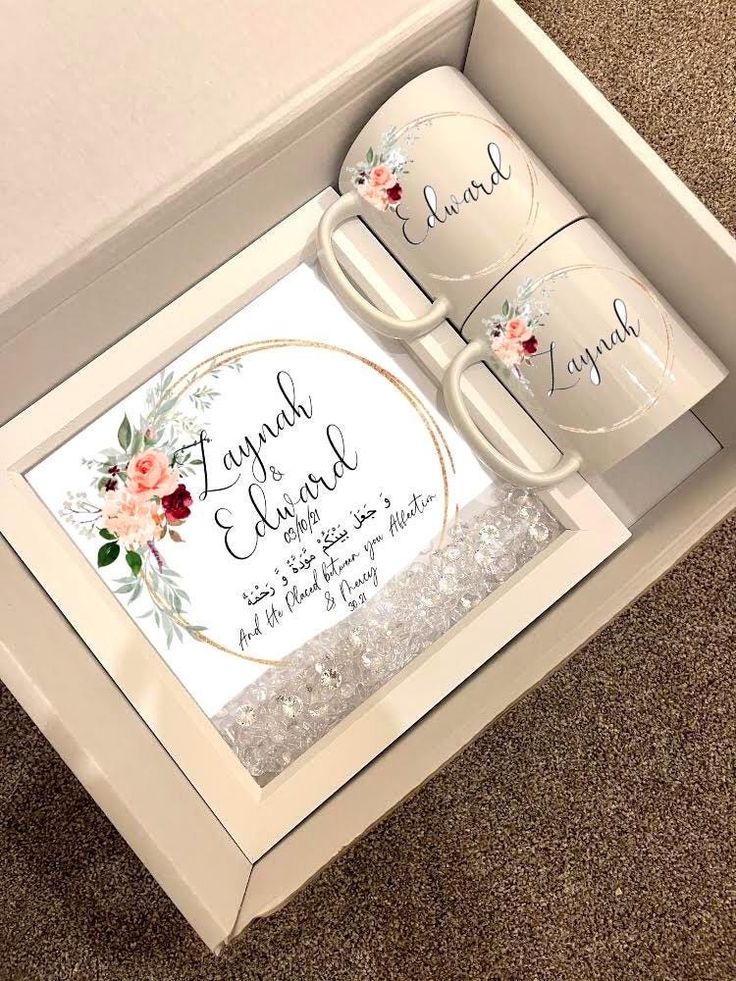 Edward
Zaynah
Zaynah
&
Edward
03/10/21
وَ جَعَلَ بَيْنَكُم مَّوَدَّةً وَّ رَحْمَةً
And He Placed between you Affection
& Mercy
30:21